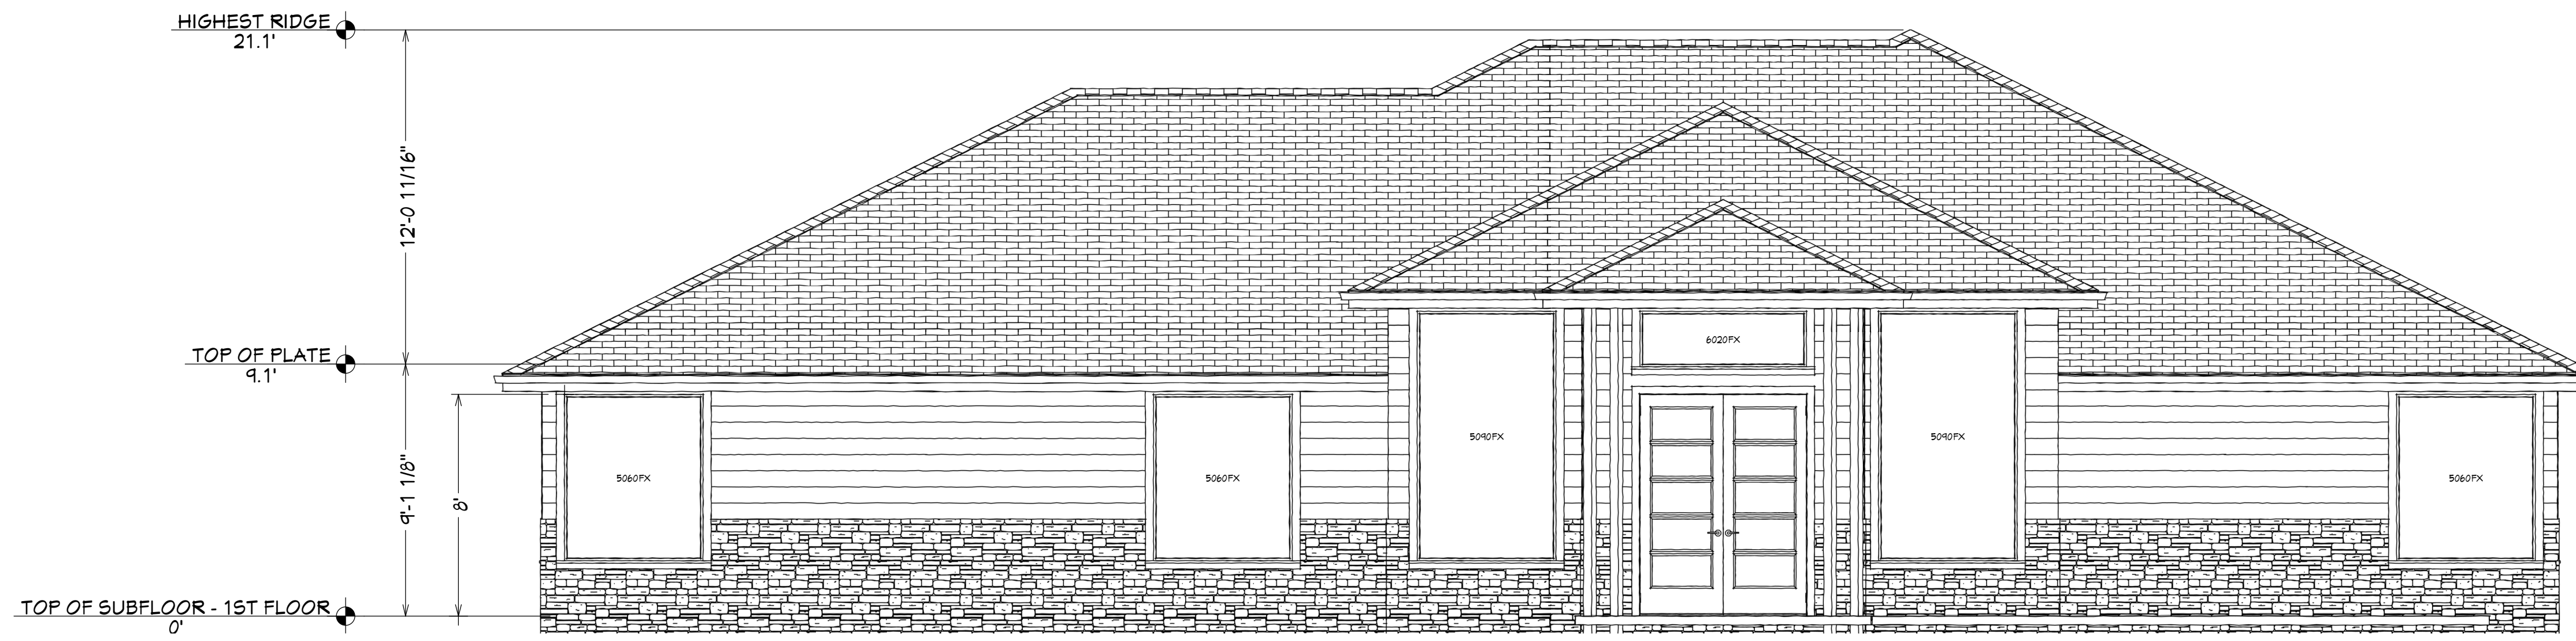 HIGHEST RIDGE
21.1'
12'-0 11/16"
TOP OF PLATE
9.1'
9'-1 1/8"
8'
TOP OF SUBFLOOR - 1ST FLOOR
0'
6020FX
5090FX
5090FX
5060FX
5060FX
5060FX